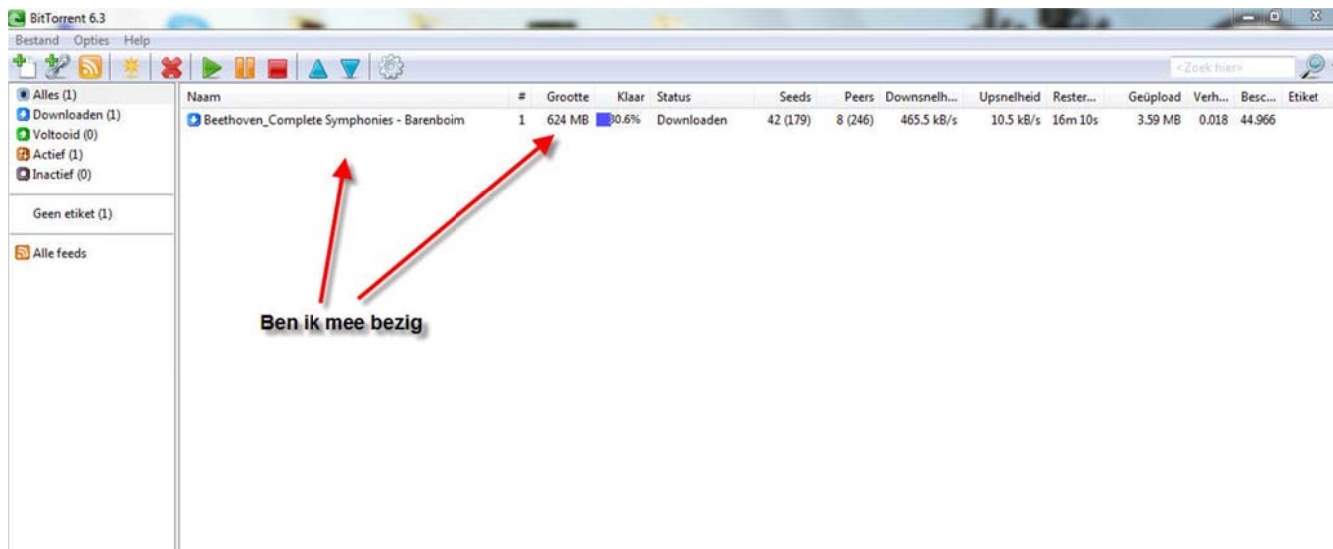 BitTorrent 6.3
Bestand Opties Help
<Zoek hier>
Alles (1)
Downloaden (1)
Voltooid (0)
Actief (1)
Inactief (0)
Geen etiket (1)
Alle feeds
Naam # Grootte Klaar Status Seeds Peers Downsnelh... Upsnelheid Rester... Geüpload Verh... Besc... Etiket
Beethoven_Complete Symphonies - Barenboim 1 624 MB 30.6% Downloaden 42 (179) 8 (246) 465.5 kB/s 10.5 kB/s 16m 10s 3.59 MB 0.018 44.966
Ben ik mee bezig